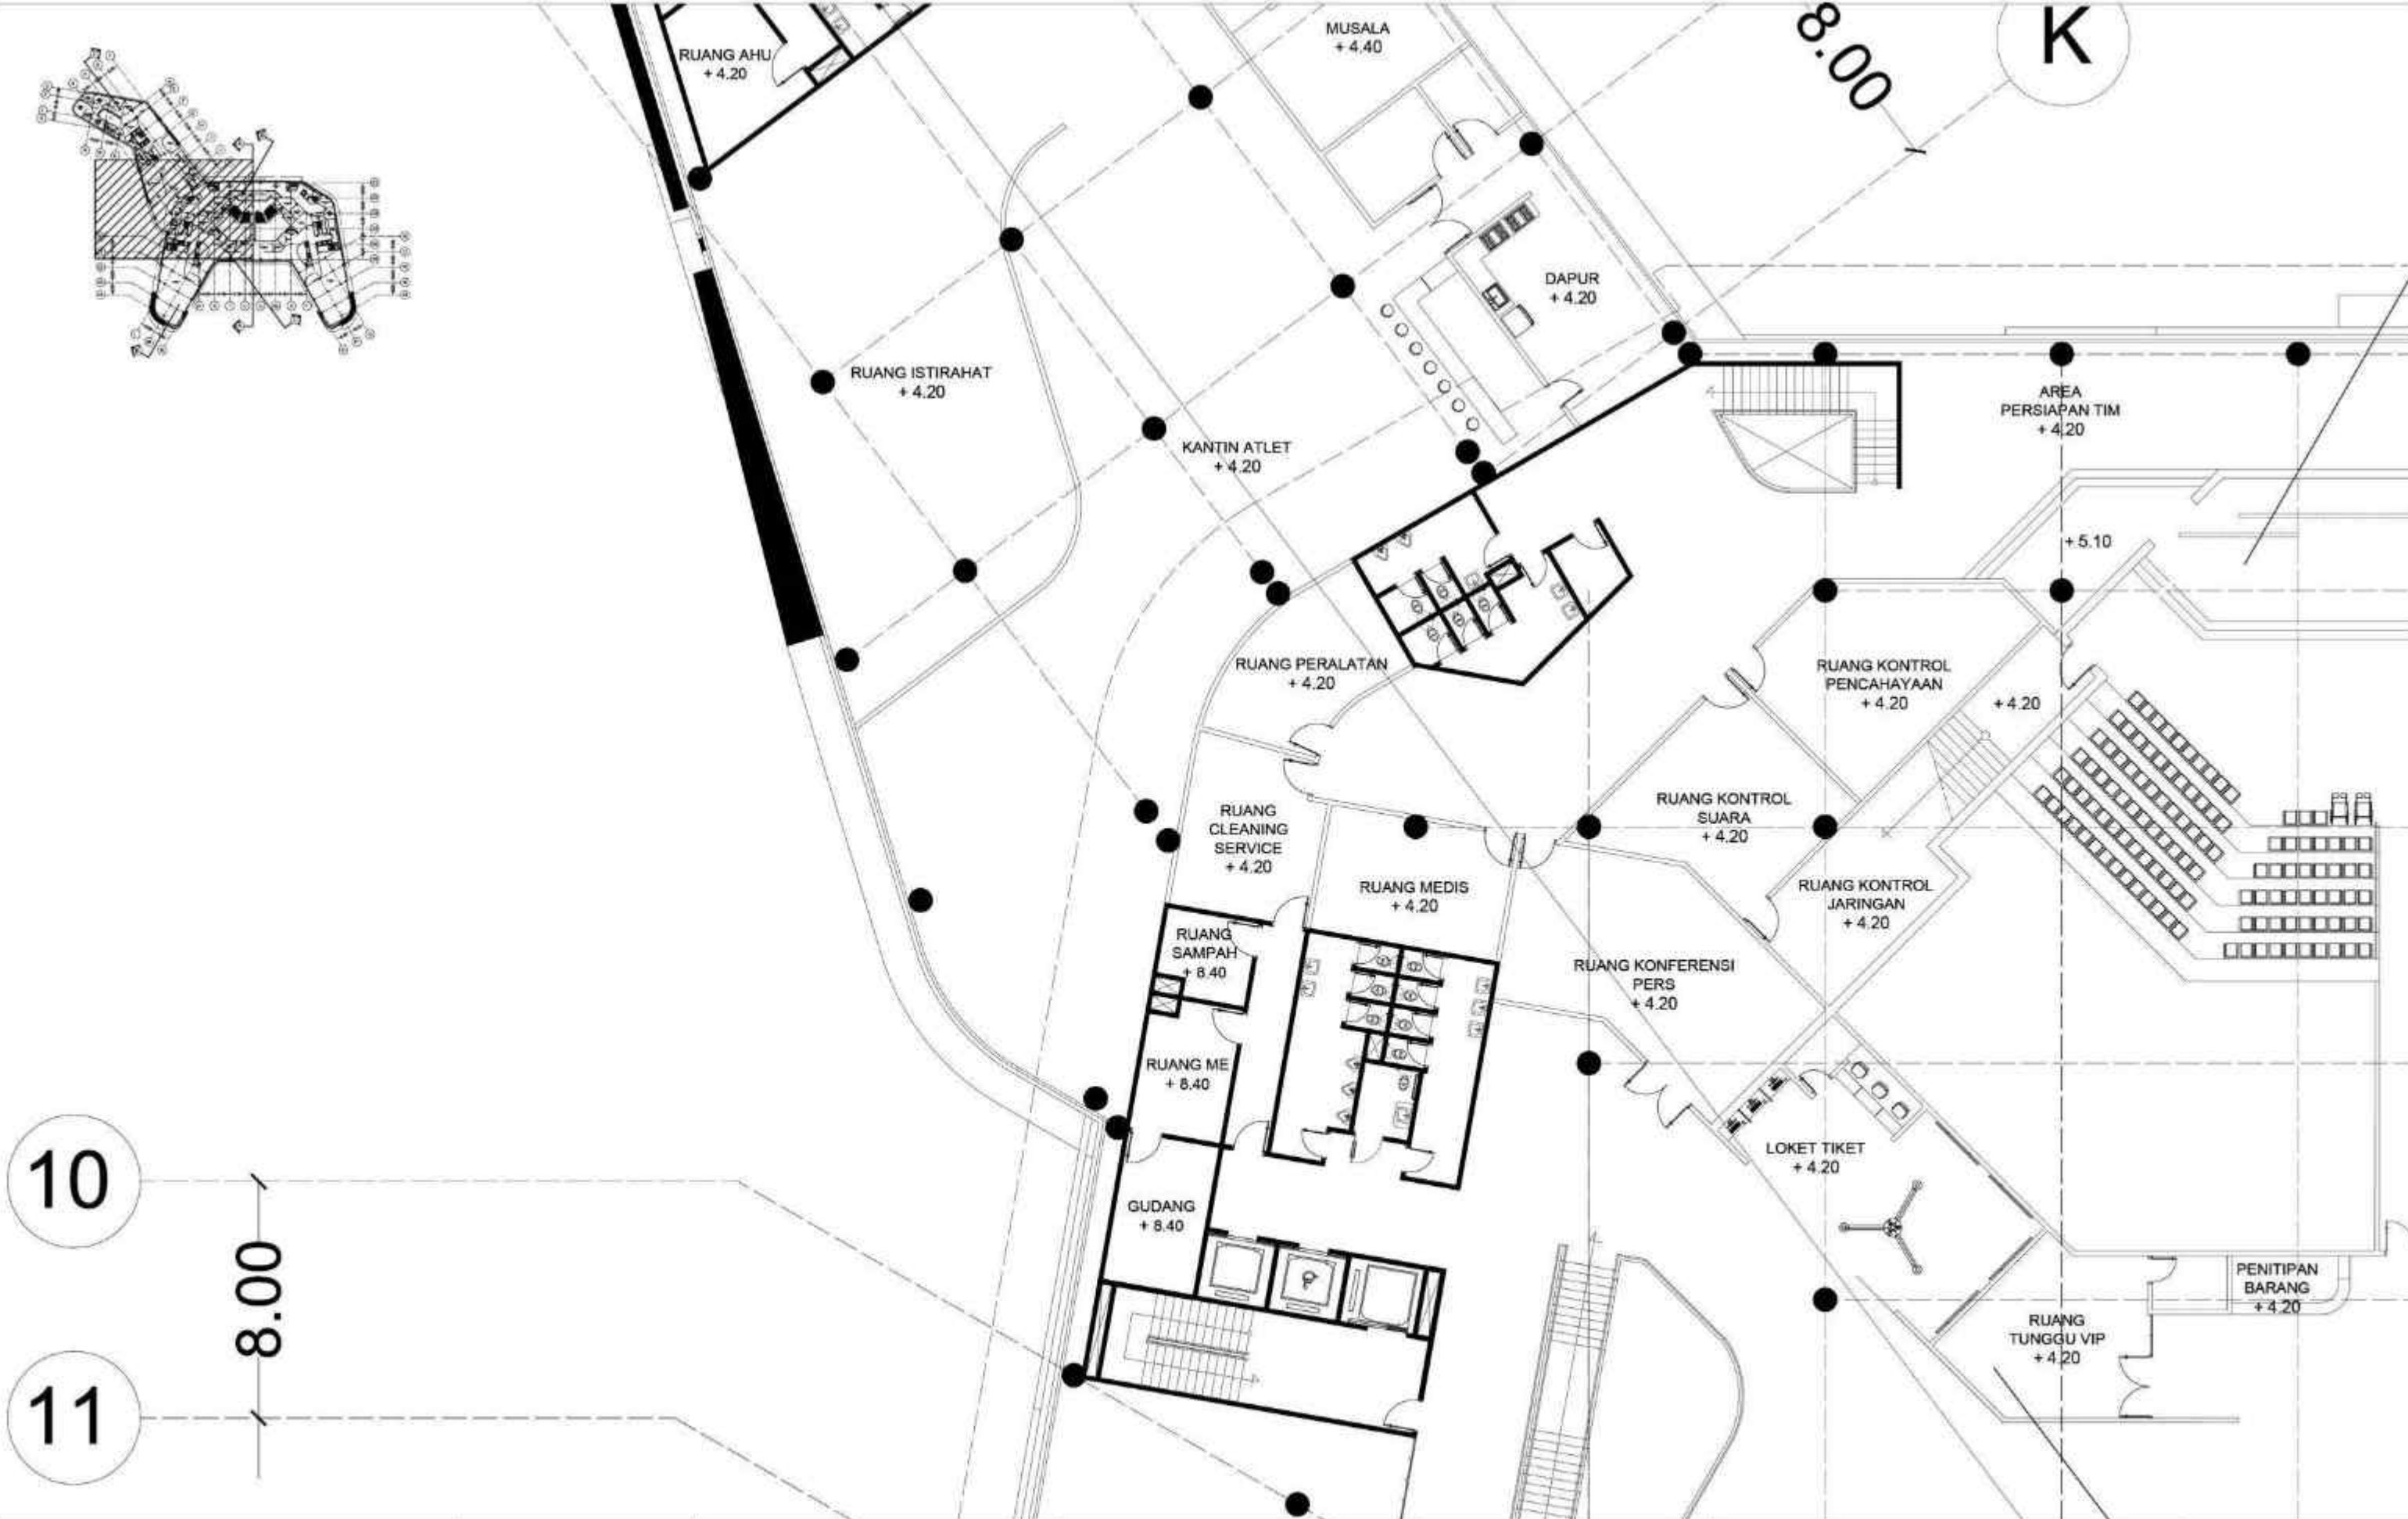 RUANG AHU
+ 4.20
MUSALA
+ 4.40
8.00
K
DAPUR
+ 4.20
RUANG ISTIRAHAT
+ 4.20
AREA
PERSIAPAN TIM
+ 4.20
KANTIN ATLET
+ 4.20
+ 5.10
RUANG PERALATAN
+ 4.20
RUANG KONTROL
PENCAHAYAAN
+ 4.20
+ 4.20
RUANG
CLEANING
SERVICE
+ 4.20
RUANG KONTROL
SUARA
+ 4.20
RUANG MEDIS
+ 4.20
RUANG KONTROL
JARINGAN
+ 4.20
RUANG
SAMPAH
+ 8.40
RUANG KONFERENSI
PERS
+ 4.20
RUANG ME
+ 8.40
LOKET TIKET
+ 4.20
10
GUDANG
+ 8.40
8.00
PENITIPAN
BARANG
+ 4.20
RUANG
TUNGGU VIP
+ 4.20
11